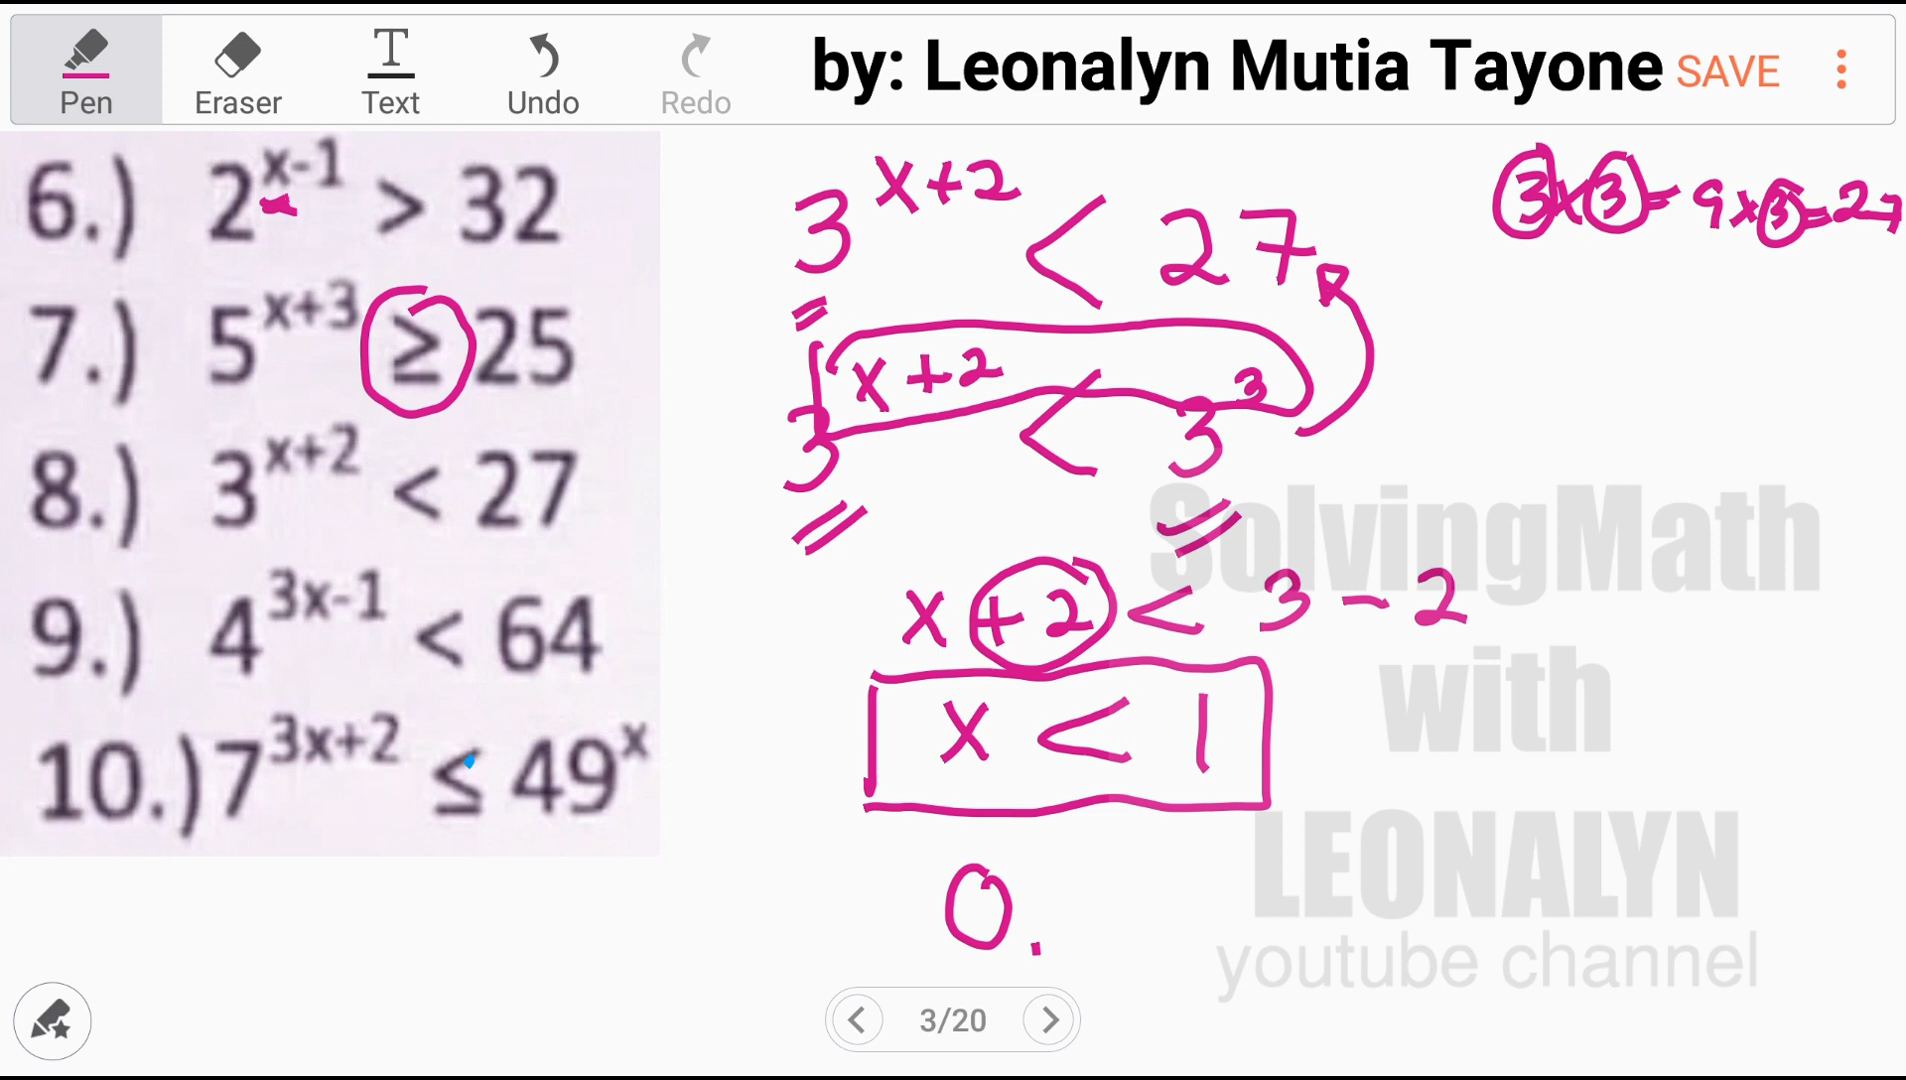 Pen
Eraser
Text
Undo
Redo
by: Leonalyn Mutia Tayone
SAVE
6.) 2^{x-1} > 32
7.) 5^{x+3} ≥ 25
8.) 3^{x+2} < 27
9.) 4^{3x-1} < 64
10.) 7^{3x+2} ≤ 49^x
3^{x+2} < 27
3x3= 9x3=27
3^{x+2} < 3^3
x+2 < 3-2
x < 1
0.
SolvingMath
with
LEONALYN
youtube channel
3/20